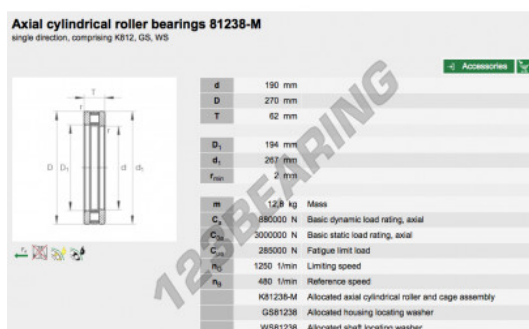 Axial cylindrical roller bearings 81238-M
single direction, comprising K812, GS, WS
Accessories
d 190 mm
D 270 mm
T 62 mm
D1 194 mm
d1 267 mm
rmin 2 mm
m 12,8 kg Mass
Ca 880000 N Basic dynamic load rating, axial
C0a 3000000 N Basic static load rating, axial
Cua 285000 N Fatigue limit load
nG 1250 1/min Limiting speed
nB 480 1/min Reference speed
K81238-M Allocated axial cylindrical roller and cage assembly
GS81238 Allocated housing locating washer
WS81238 Allocated shaft locating washer
T
r
r
D D1 d d1
123BEARING